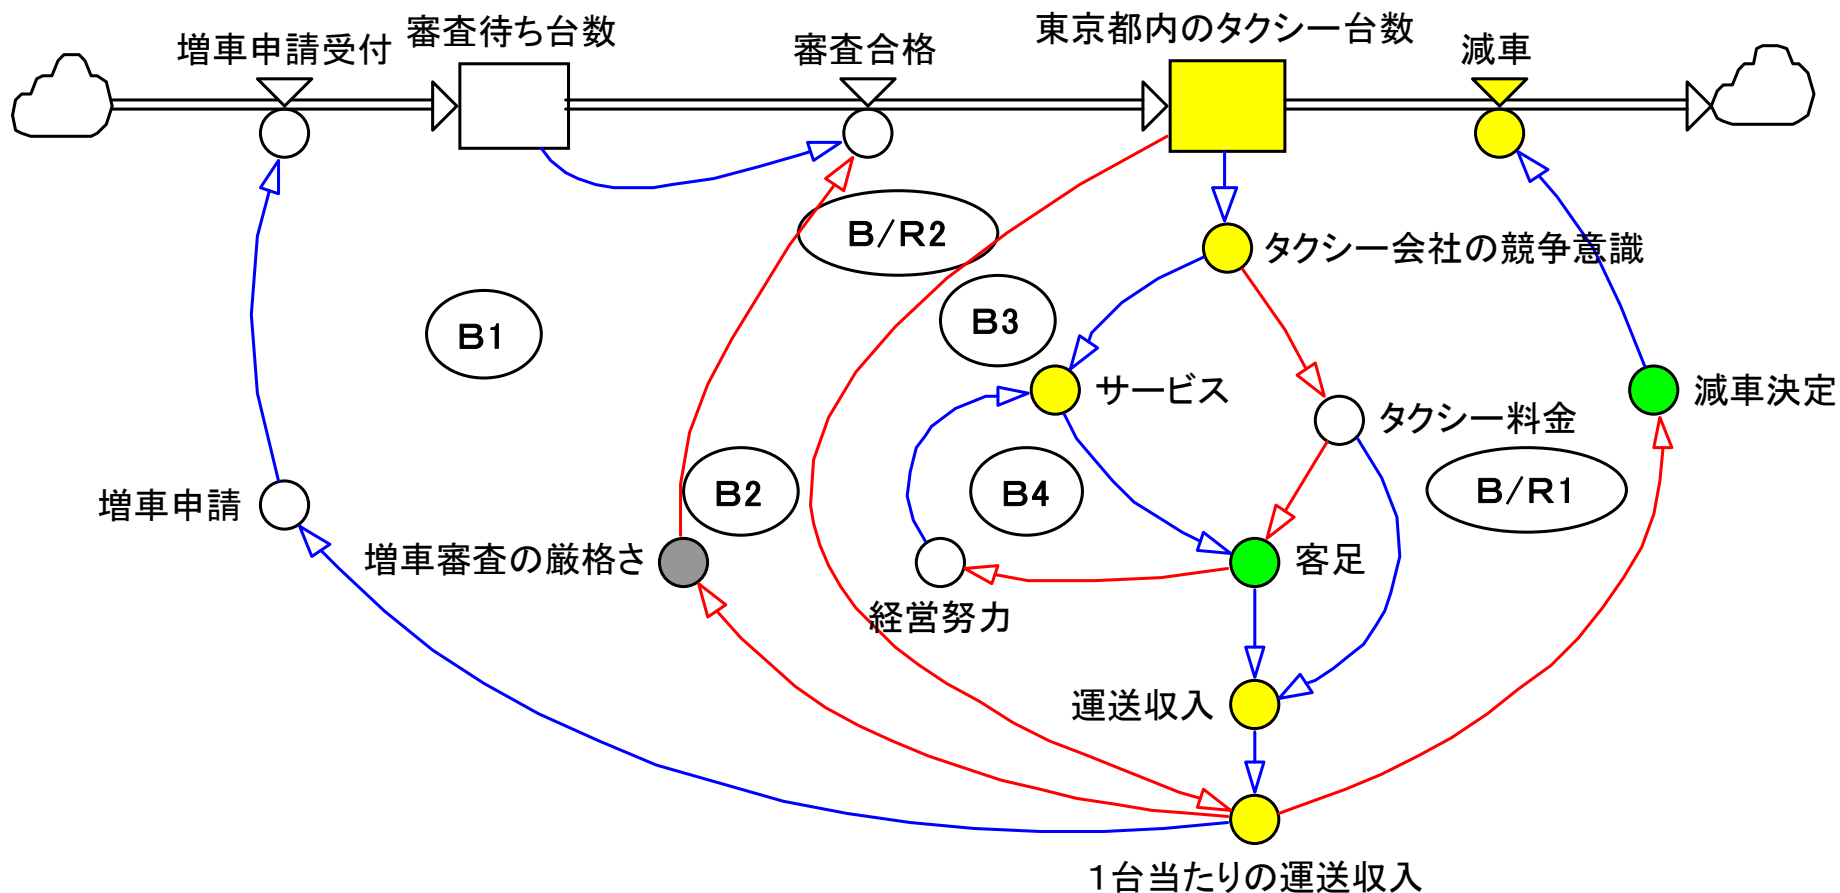 増車申請受付
審査待ち台数
審査合格
東京都内のタクシー台数
減車
B/R2
タクシー会社の競争意識
B1
B3
サービス
タクシー料金
減車決定
増車申請
B2
B4
B/R1
増車審査の厳格さ
客足
経営努力
運送収入
1台当たりの運送収入